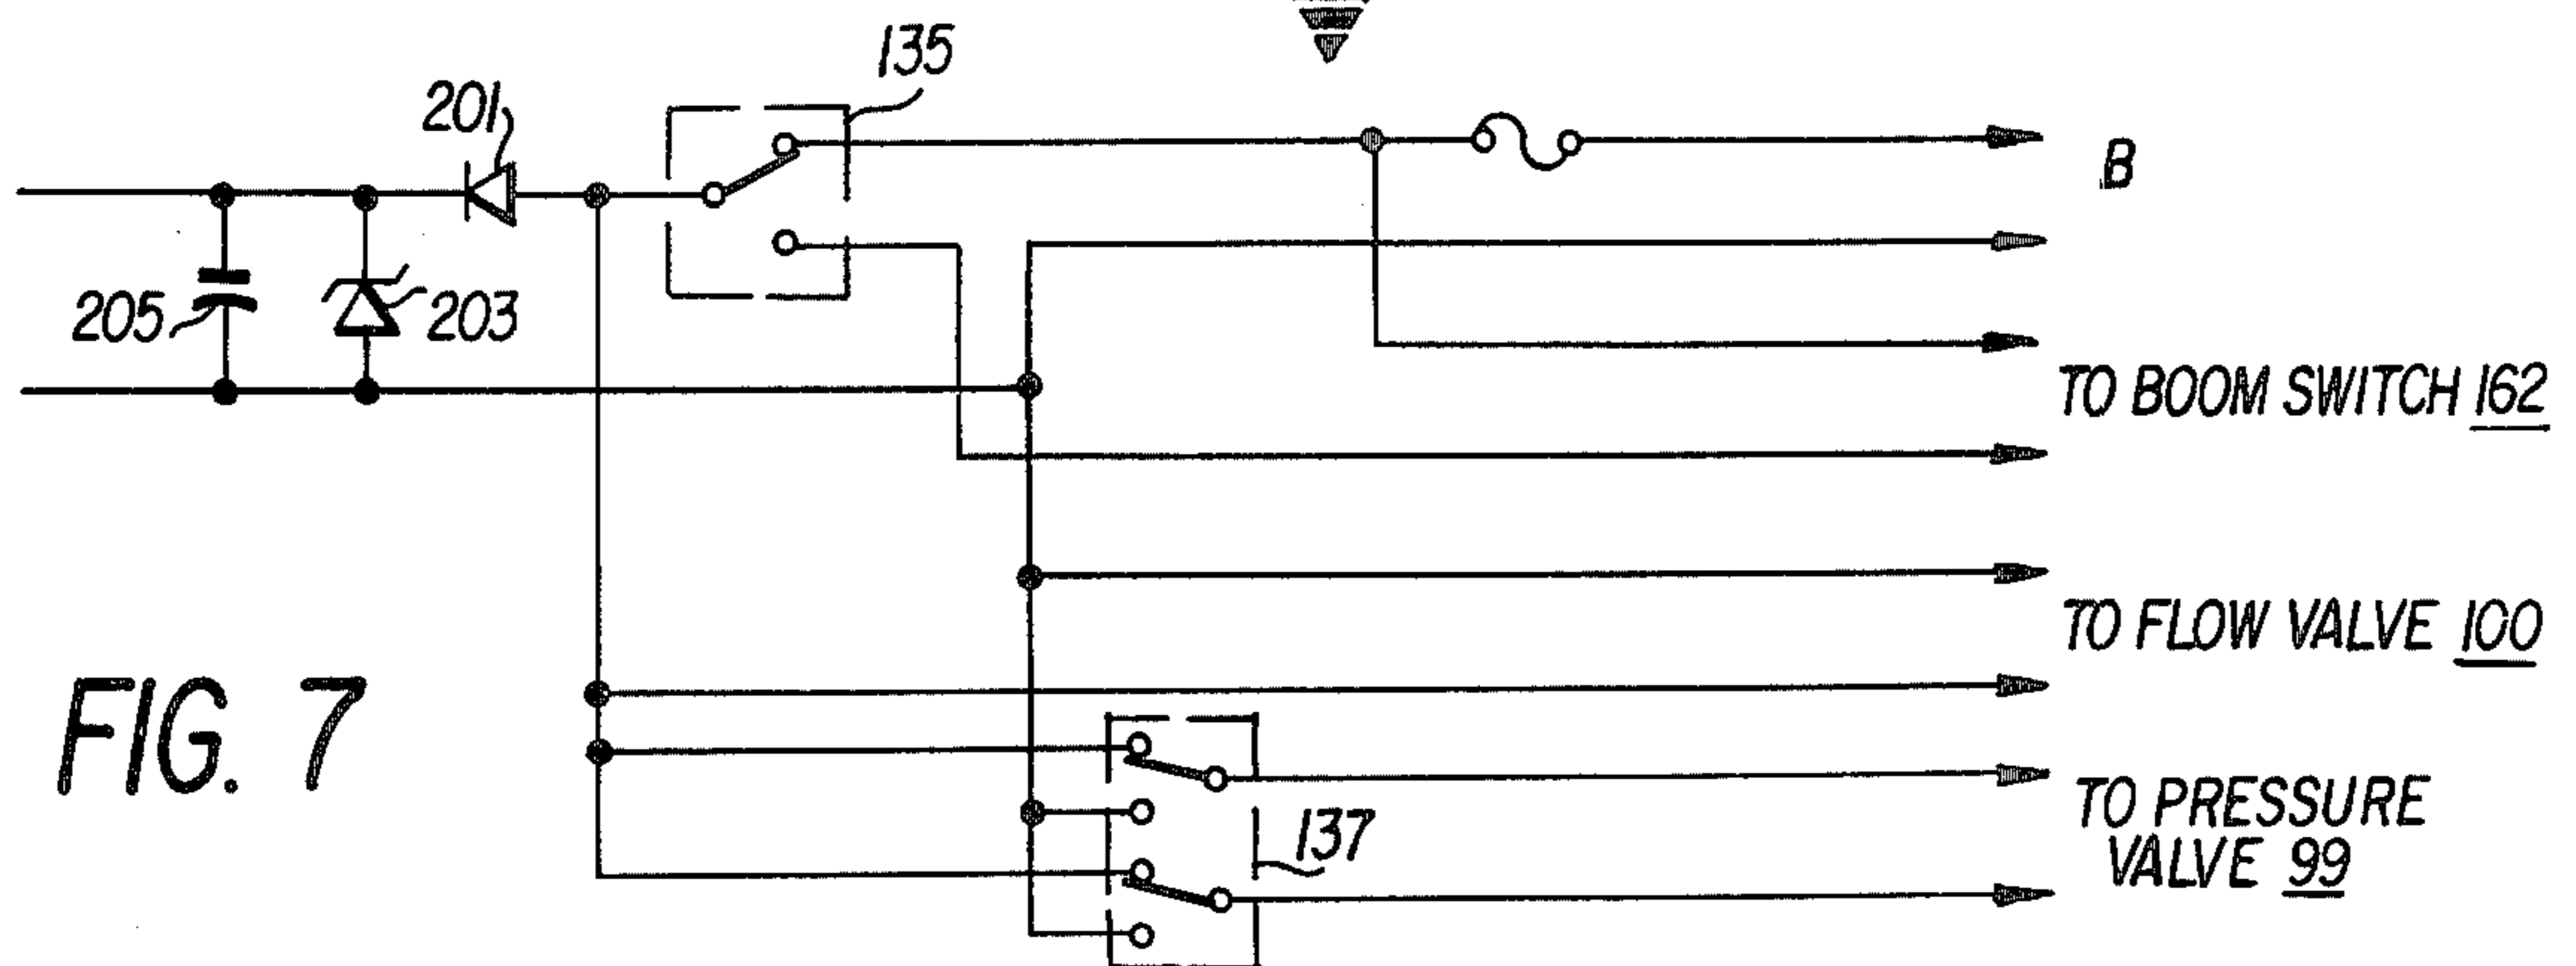 135
201
B
205
203
TO BOOM SWITCH 162
TO FLOW VALVE 100
FIG. 7
TO PRESSURE
VALVE 99
137